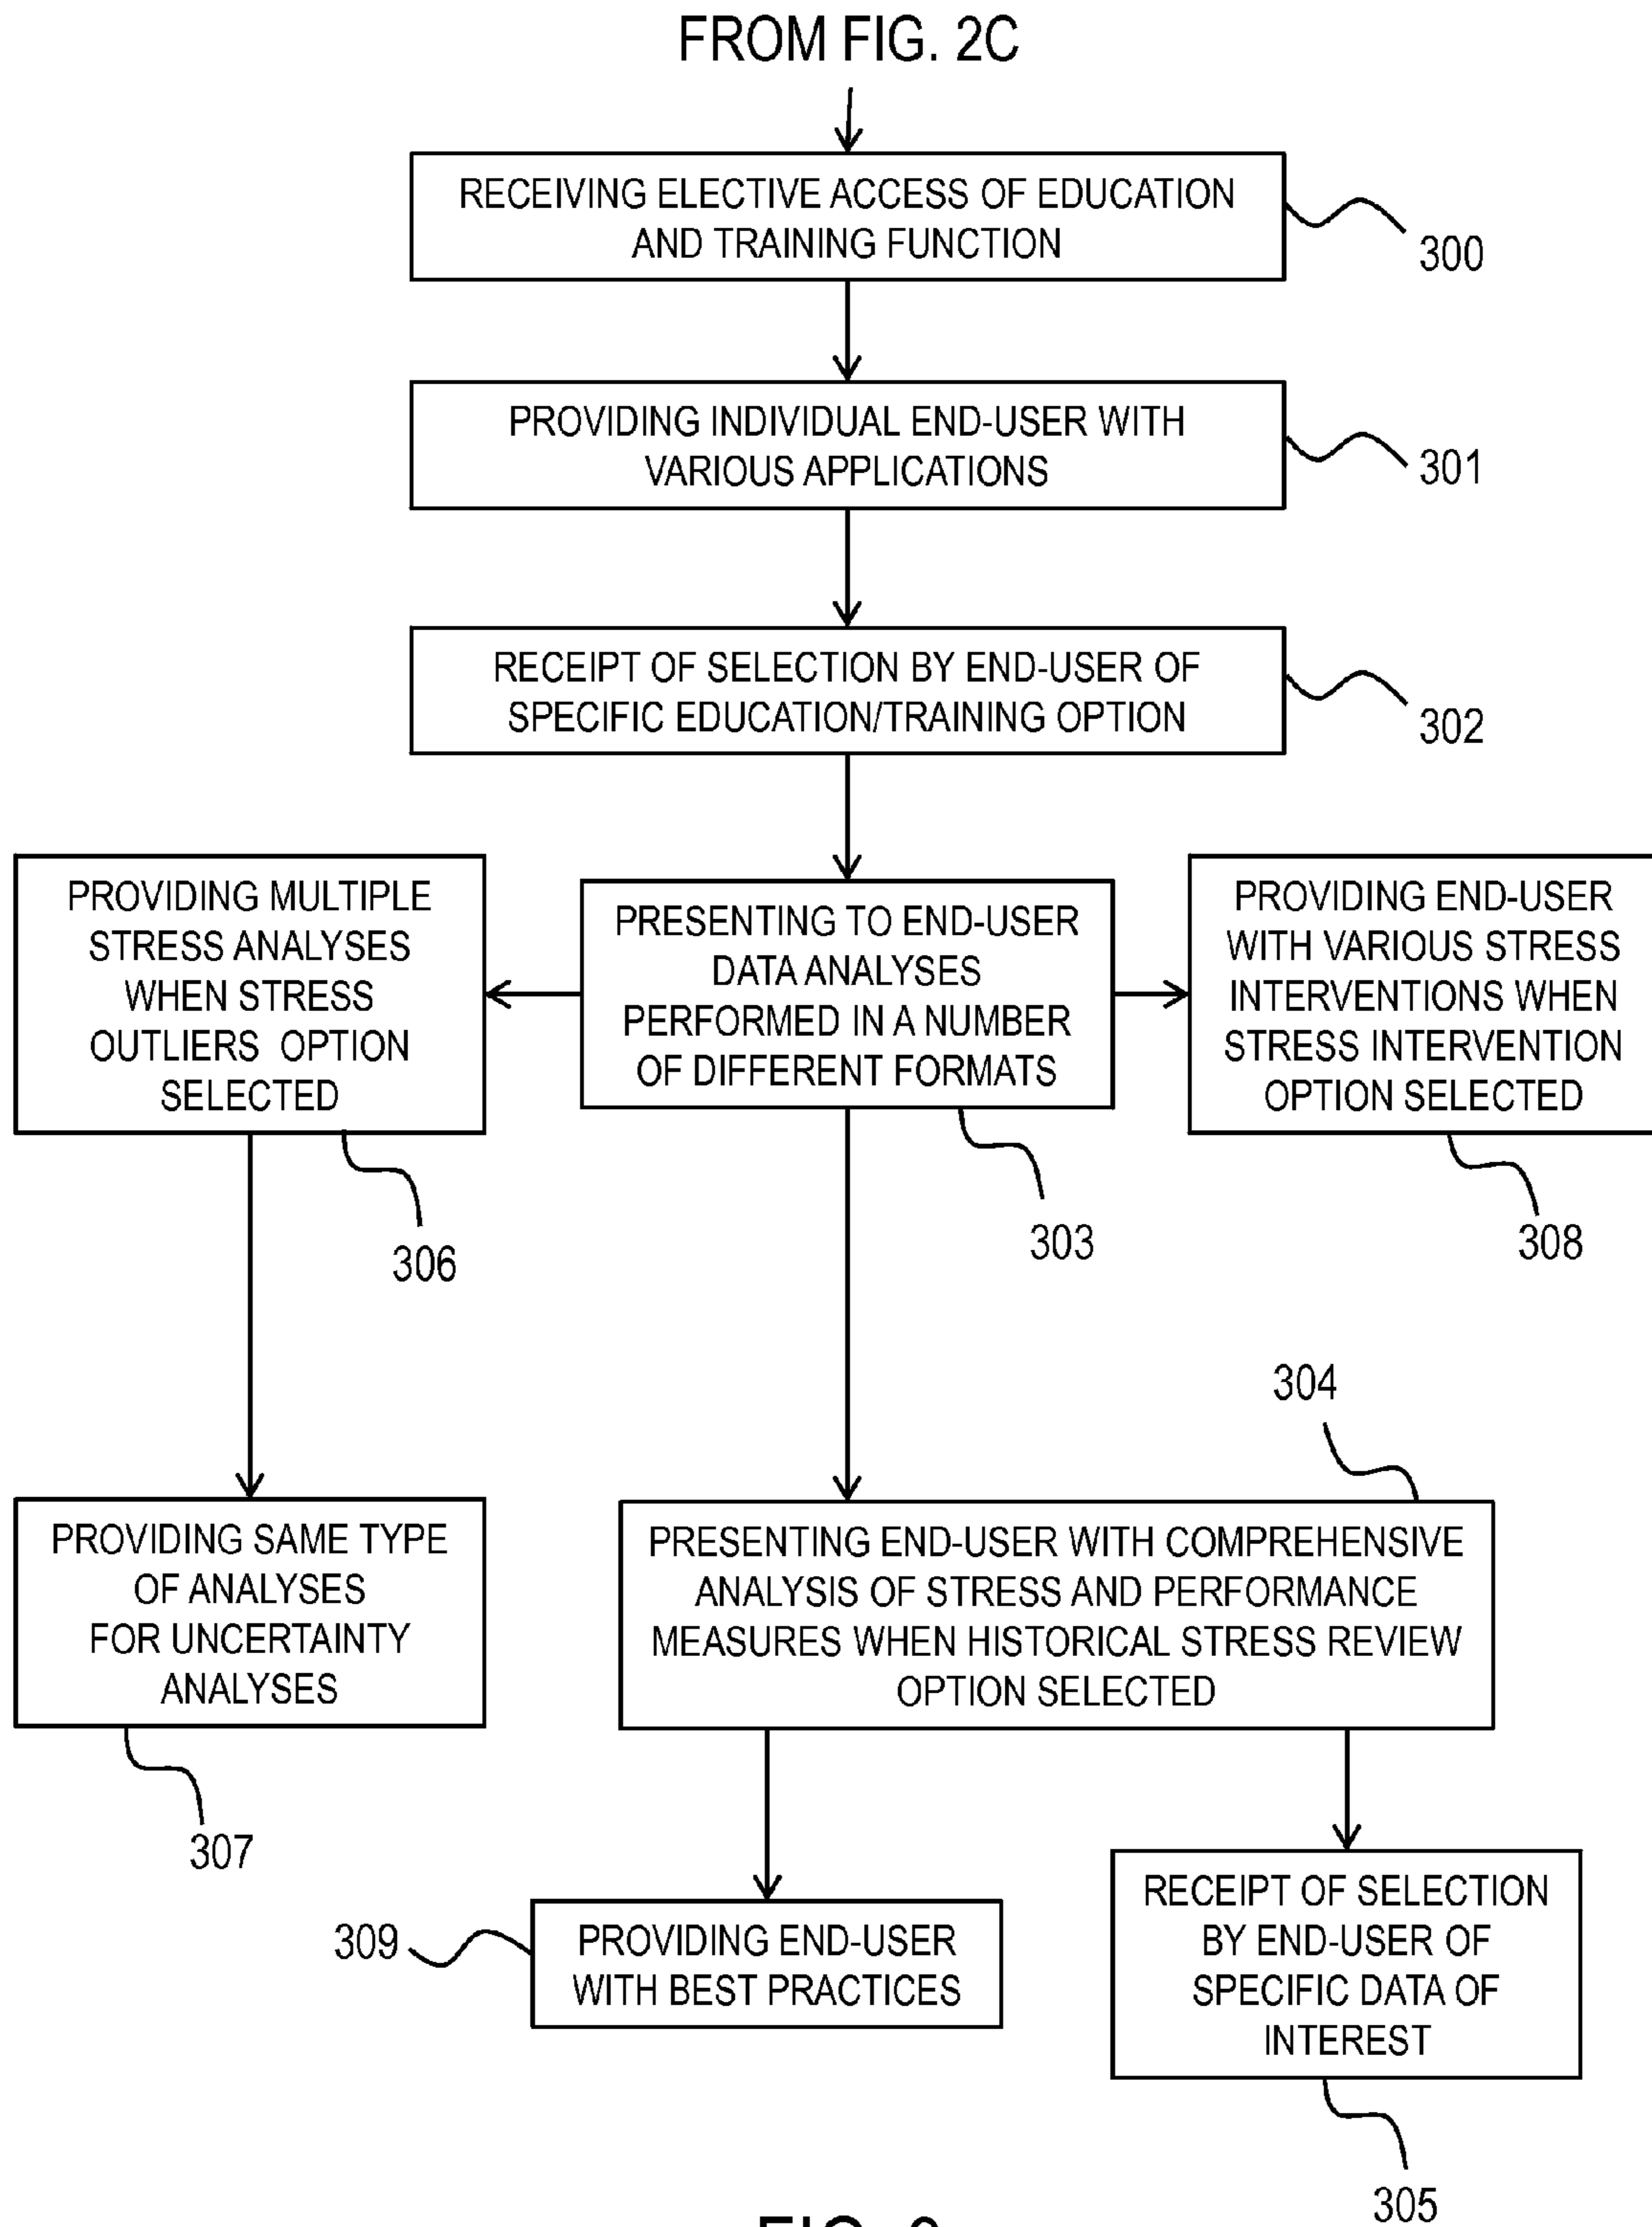 FROM FIG. 2C
RECEIVING ELECTIVE ACCESS OF EDUCATION
AND TRAINING FUNCTION
300
PROVIDING INDIVIDUAL END-USER WITH
VARIOUS APPLICATIONS
301
RECEIPT OF SELECTION BY END-USER OF
SPECIFIC EDUCATION/TRAINING OPTION
302
PROVIDING MULTIPLE
STRESS ANALYSES
WHEN STRESS
OUTLIERS OPTION
SELECTED
306
PRESENTING TO END-USER
DATA ANALYSES
PERFORMED IN A NUMBER
OF DIFFERENT FORMATS
303
PROVIDING END-USER
WITH VARIOUS STRESS
INTERVENTIONS WHEN
STRESS INTERVENTION
OPTION SELECTED
308
304
PROVIDING SAME TYPE
OF ANALYSES
FOR UNCERTAINTY
ANALYSES
307
PRESENTING END-USER WITH COMPREHENSIVE
ANALYSIS OF STRESS AND PERFORMANCE
MEASURES WHEN HISTORICAL STRESS REVIEW
OPTION SELECTED
309
PROVIDING END-USER
WITH BEST PRACTICES
RECEIPT OF SELECTION
BY END-USER OF
SPECIFIC DATA OF
INTEREST
305
FIG.